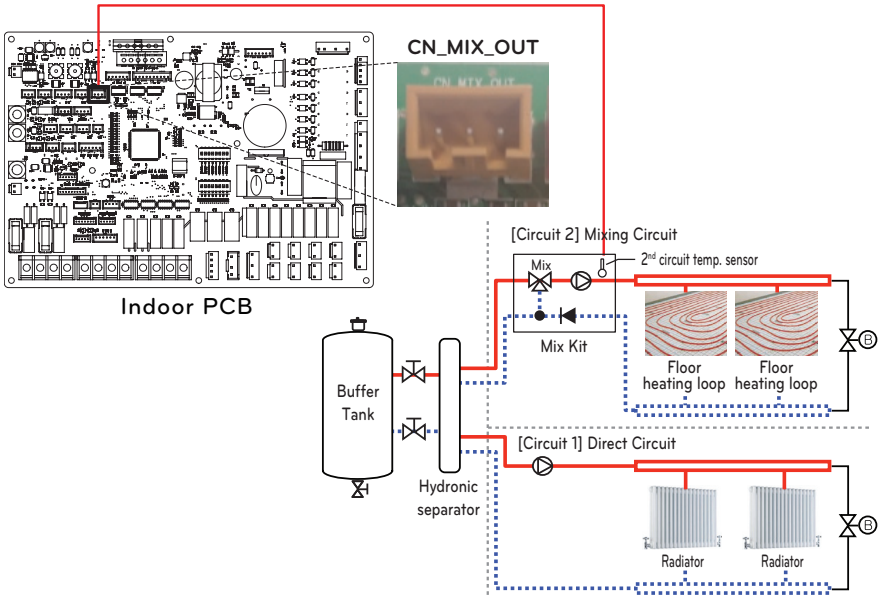 CN_MIX_OUT
CN_MIX_OUT
Indoor PCB
[Circuit 2] Mixing Circuit
2nd circuit temp. sensor
Mix
Mix Kit
Floor
heating loop
Floor
heating loop
B
Buffer
Tank
Hydronic
separator
[Circuit 1] Direct Circuit
Radiator
Radiator
B